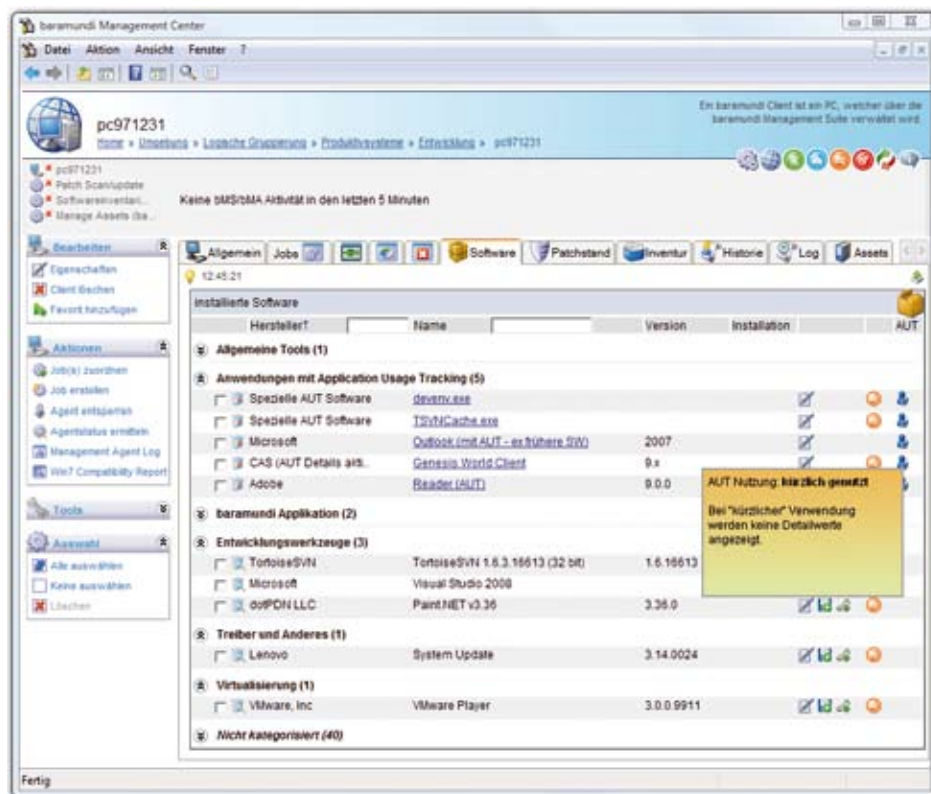 baramundi Management Center
Datei Aktion Ansicht Fenster ?
Ein baramundi Client ist ein PC, welcher über die
baramundi Management Suite verwaltet wird.
pc971231
Home » Umgebung » Logische Gruppierung » Produktivsysteme » Entwicklung » pc971231
pc971231
Patch Scan/update
Softwareinventari...
Manage Assets (ba...
Keine bMS/bMA Aktivität in den letzten 5 Minuten
Bearbeiten
Eigenschaften
Client löschen
Favorit hinzufügen
Aktionen
Job(s) zuordnen
Job erstellen
Agent entsperren
Agentstatus ermitteln
Management Agent Log
Win7 Compatibility Report
Tools
Auswahl
Alle auswählen
Keine auswählen
Löschen
Allgemein Jobs Software Patchstand Inventur Historie Log Assets
12:45:21
Installierte Software
Hersteller Name Version Installation AUT
Allgemeine Tools (1)
Anwendungen mit Application Usage Tracking (5)
Spezielle AUT Software devenv.exe
Spezielle AUT Software TSVNCache.exe
Microsoft Outlook (mit AUT - ex frühere SW) 2007
CAS (AUT Details Genesis World Client 9.x
Adobe Reader (AUT) 9.0.0
AUT Nutzung: kürzlich genutzt
Bei "kürzlicher" Verwendung
werden keine Detailwerte
angezeigt.
baramundi Applikation (2)
Entwicklungswerkzeuge (3)
TortoiseSVN TortoiseSVN 1.6.3.16613 (32 bit) 1.6.16613
Microsoft Visual Studio 2008
dotPDN LLC Paint.NET v3.36 3.36.0
Treiber und Anderes (1)
Lenovo System Update 3.14.0024
Virtualisierung (1)
VMware, Inc VMware Player 3.0.0.9911
Nicht kategorisiert (40)
Fertig